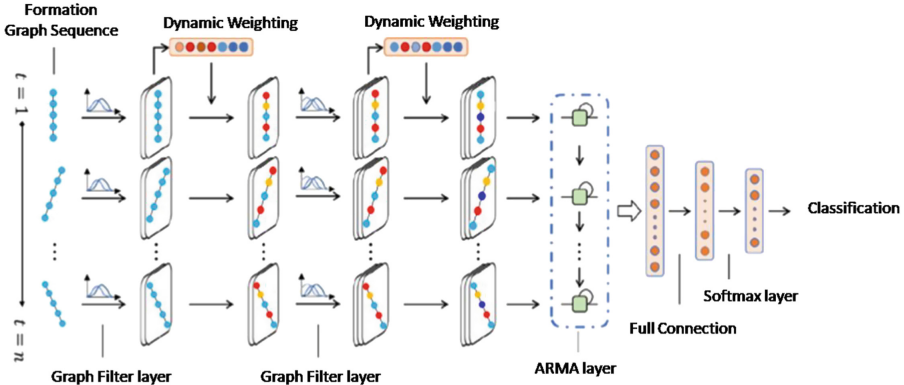 Formation
Graph Sequence
Dynamic Weighting
Dynamic Weighting
t = 1
...
...
...
...
...
...
t = n
Classification
Softmax layer
Full Connection
ARMA layer
Graph Filter layer
Graph Filter layer